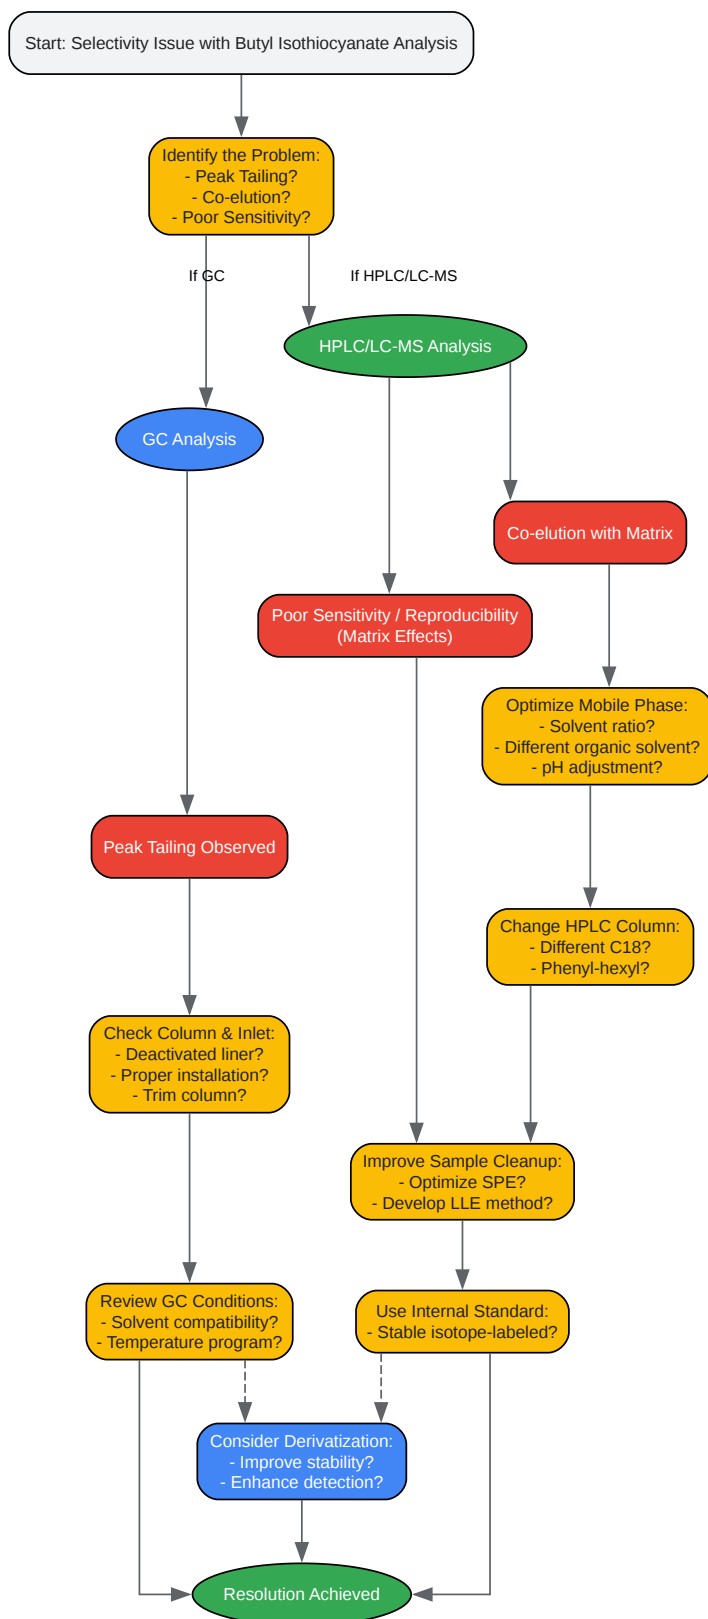 Start: Selectivity Issue with Butyl Isothiocyanate Analysis
Identify the Problem:
- Peak Tailing?
- Co-elution?
- Poor Sensitivity?
If GC
If HPLC/LC-MS
HPLC/LC-MS Analysis
GC Analysis
Co-elution with Matrix
Poor Sensitivity / Reproducibility
(Matrix Effects)
Optimize Mobile Phase:
- Solvent ratio?
- Different organic solvent?
- pH adjustment?
Peak Tailing Observed
Change HPLC Column:
- Different C18?
- Phenyl-hexyl?
Check Column & Inlet:
- Deactivated liner?
- Proper installation?
- Trim column?
Improve Sample Cleanup:
- Optimize SPE?
- Develop LLE method?
Review GC Conditions:
- Solvent compatibility?
- Temperature program?
Use Internal Standard:
- Stable isotope-labeled?
Consider Derivatization:
- Improve stability?
- Enhance detection?
Resolution Achieved